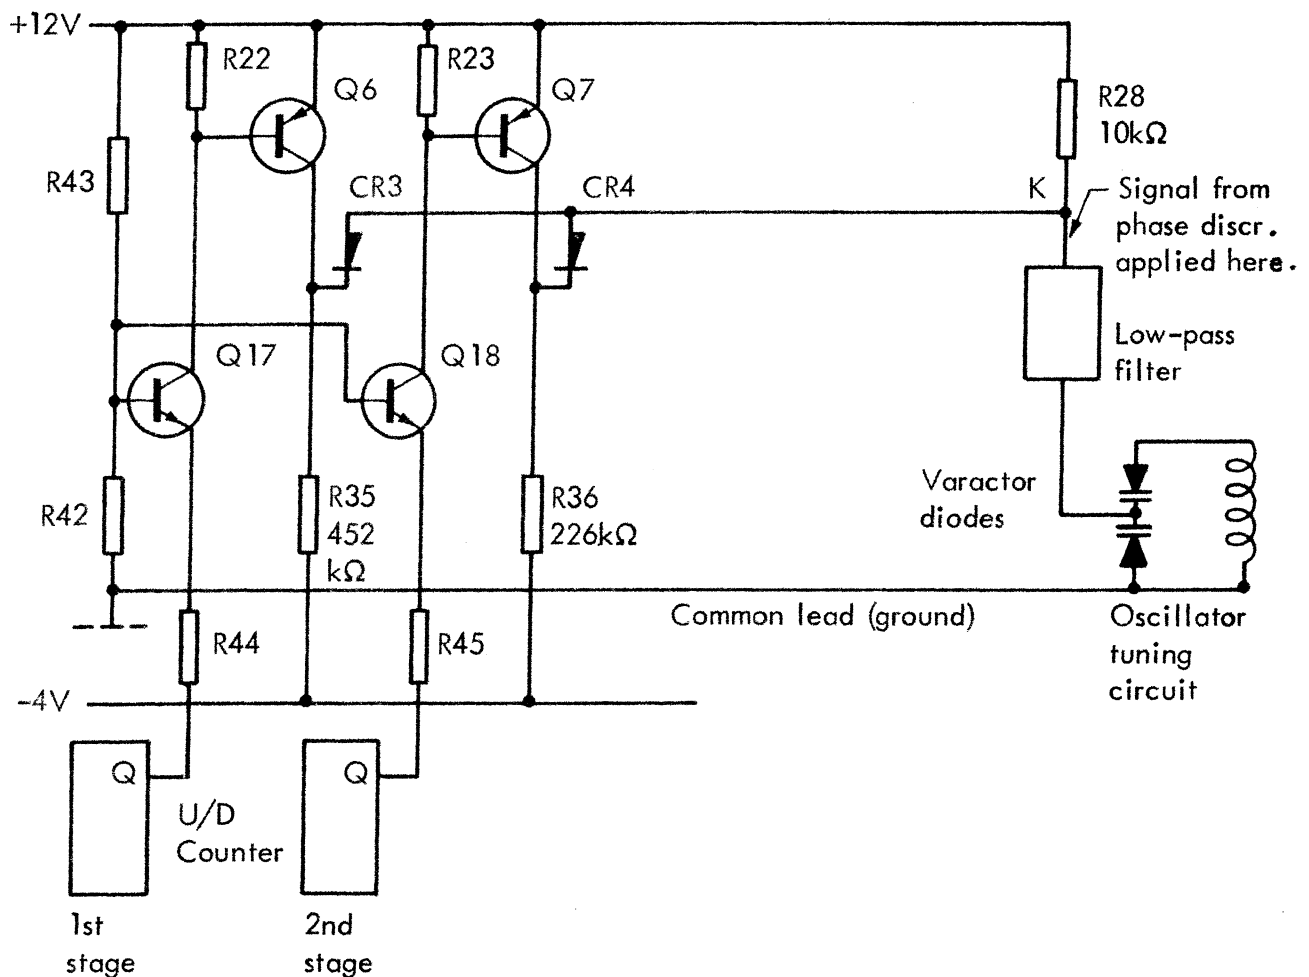 +12V
R22
Q6
R23
Q7
R28
10kΩ
R43
CR3
CR4
K
Signal from
phase discr.
applied here.
Low-pass
filter
Q17
Q18
Varactor
diodes
R42
R35
452
kΩ
R36
226kΩ
Common lead (ground)
Oscillator
tuning
circuit
R44
R45
-4V
Q
U/D
Counter
Q
1st
stage
2nd
stage